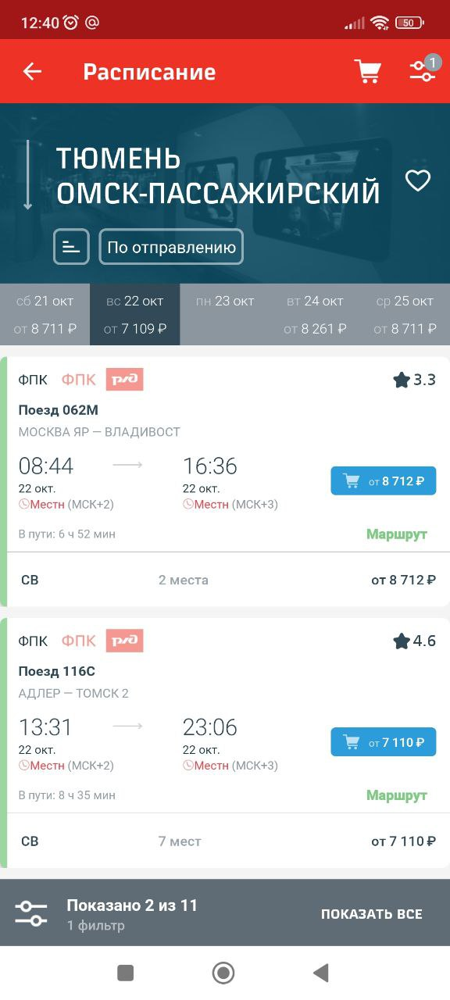 12:40 @ 50
Расписание 1
ТЮМЕНЬ
ОМСК-ПАССАЖИРСКИЙ
По отправлению
сб 21 окт вс 22 окт пн 23 окт вт 24 окт ср 25 окт
от 8 711 ₽ от 7 109 ₽ от 8 261 ₽ от 8 711 ₽
ФПК ФПК РЖД 3.3
Поезд 062М
МОСКВА ЯР — ВЛАДИВОСТ
08:44 16:36
22 окт. 22 окт. от 8 712 ₽
Местн (МСК+2) Местн (МСК+3)
В пути: 6 ч 52 мин Маршрут
СВ 2 места от 8 712 ₽
ФПК ФПК РЖД 4.6
Поезд 116С
АДЛЕР — ТОМСК 2
13:31 23:06
22 окт. 22 окт. от 7 110 ₽
Местн (МСК+2) Местн (МСК+3)
В пути: 8 ч 35 мин Маршрут
СВ 7 мест от 7 110 ₽
Показано 2 из 11 ПОКАЗАТЬ ВСЕ
1 фильтр